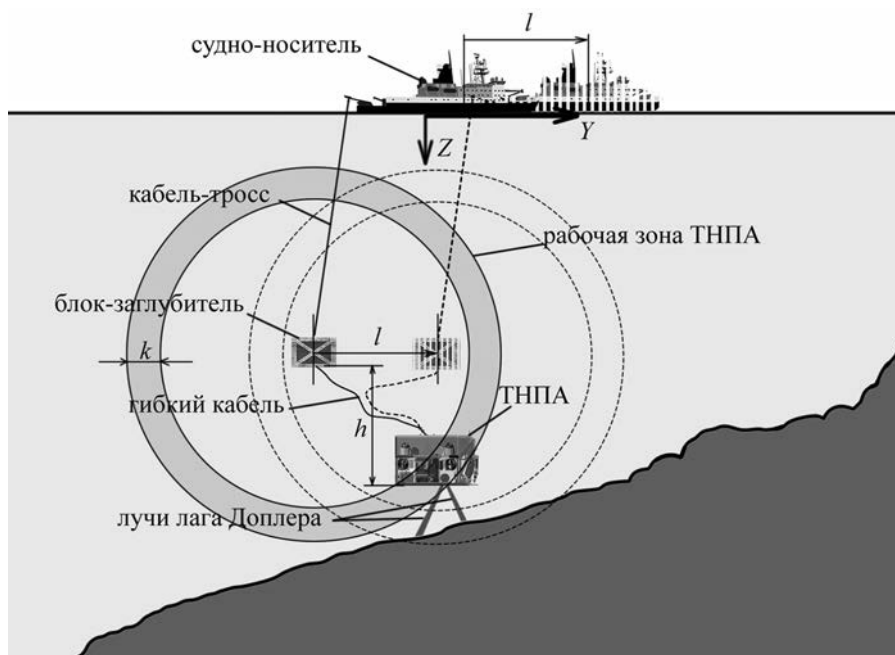 l
судно-носитель
Y
Z
кабель-тросс
рабочая зона ТНПА
блок-заглубитель
l
k
ТНПА
гибкий кабель
h
лучи лага Доплера